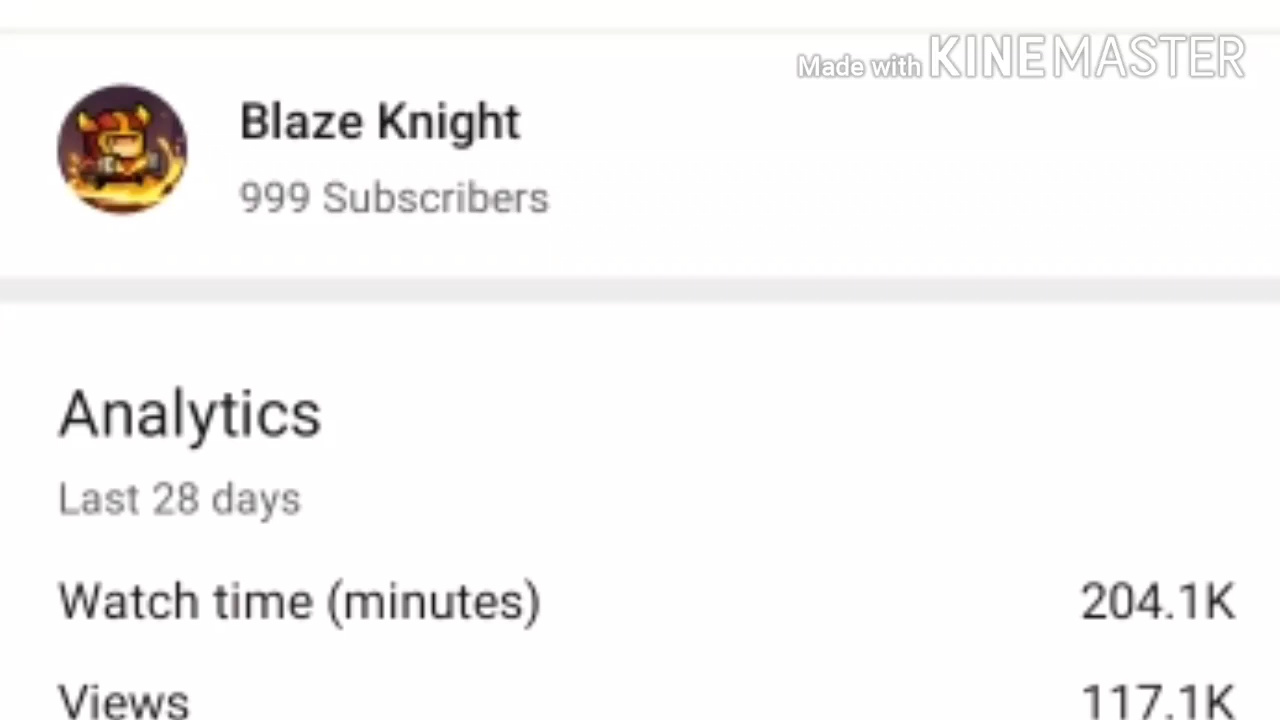 Made with KINEMASTER
Blaze Knight
999 Subscribers
Analytics
Last 28 days
Watch time (minutes) 204.1K
Views 117.1K